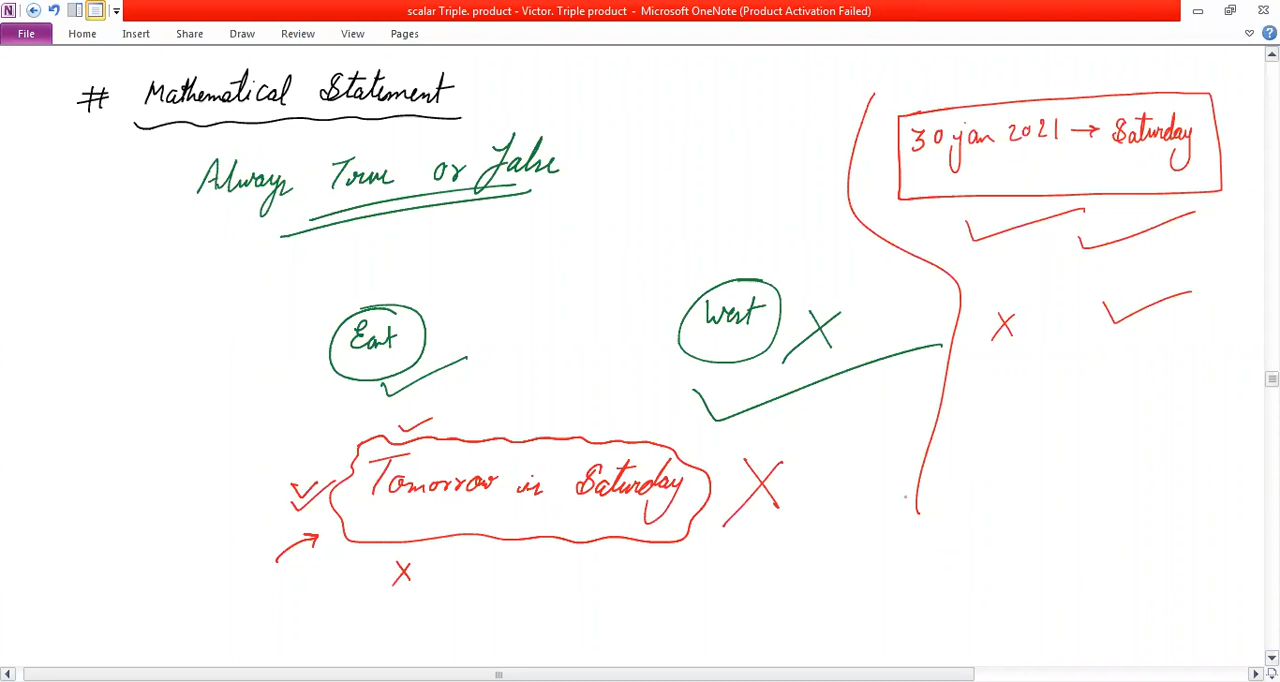 scalar Triple. product - Victor. Triple product - Microsoft OneNote (Product Activation Failed)
File Home Insert Share Draw Review View Pages
# Mathematical Statement
Always True or False
30 jan 2021 → Saturday
East
West
Tomorrow is Saturday